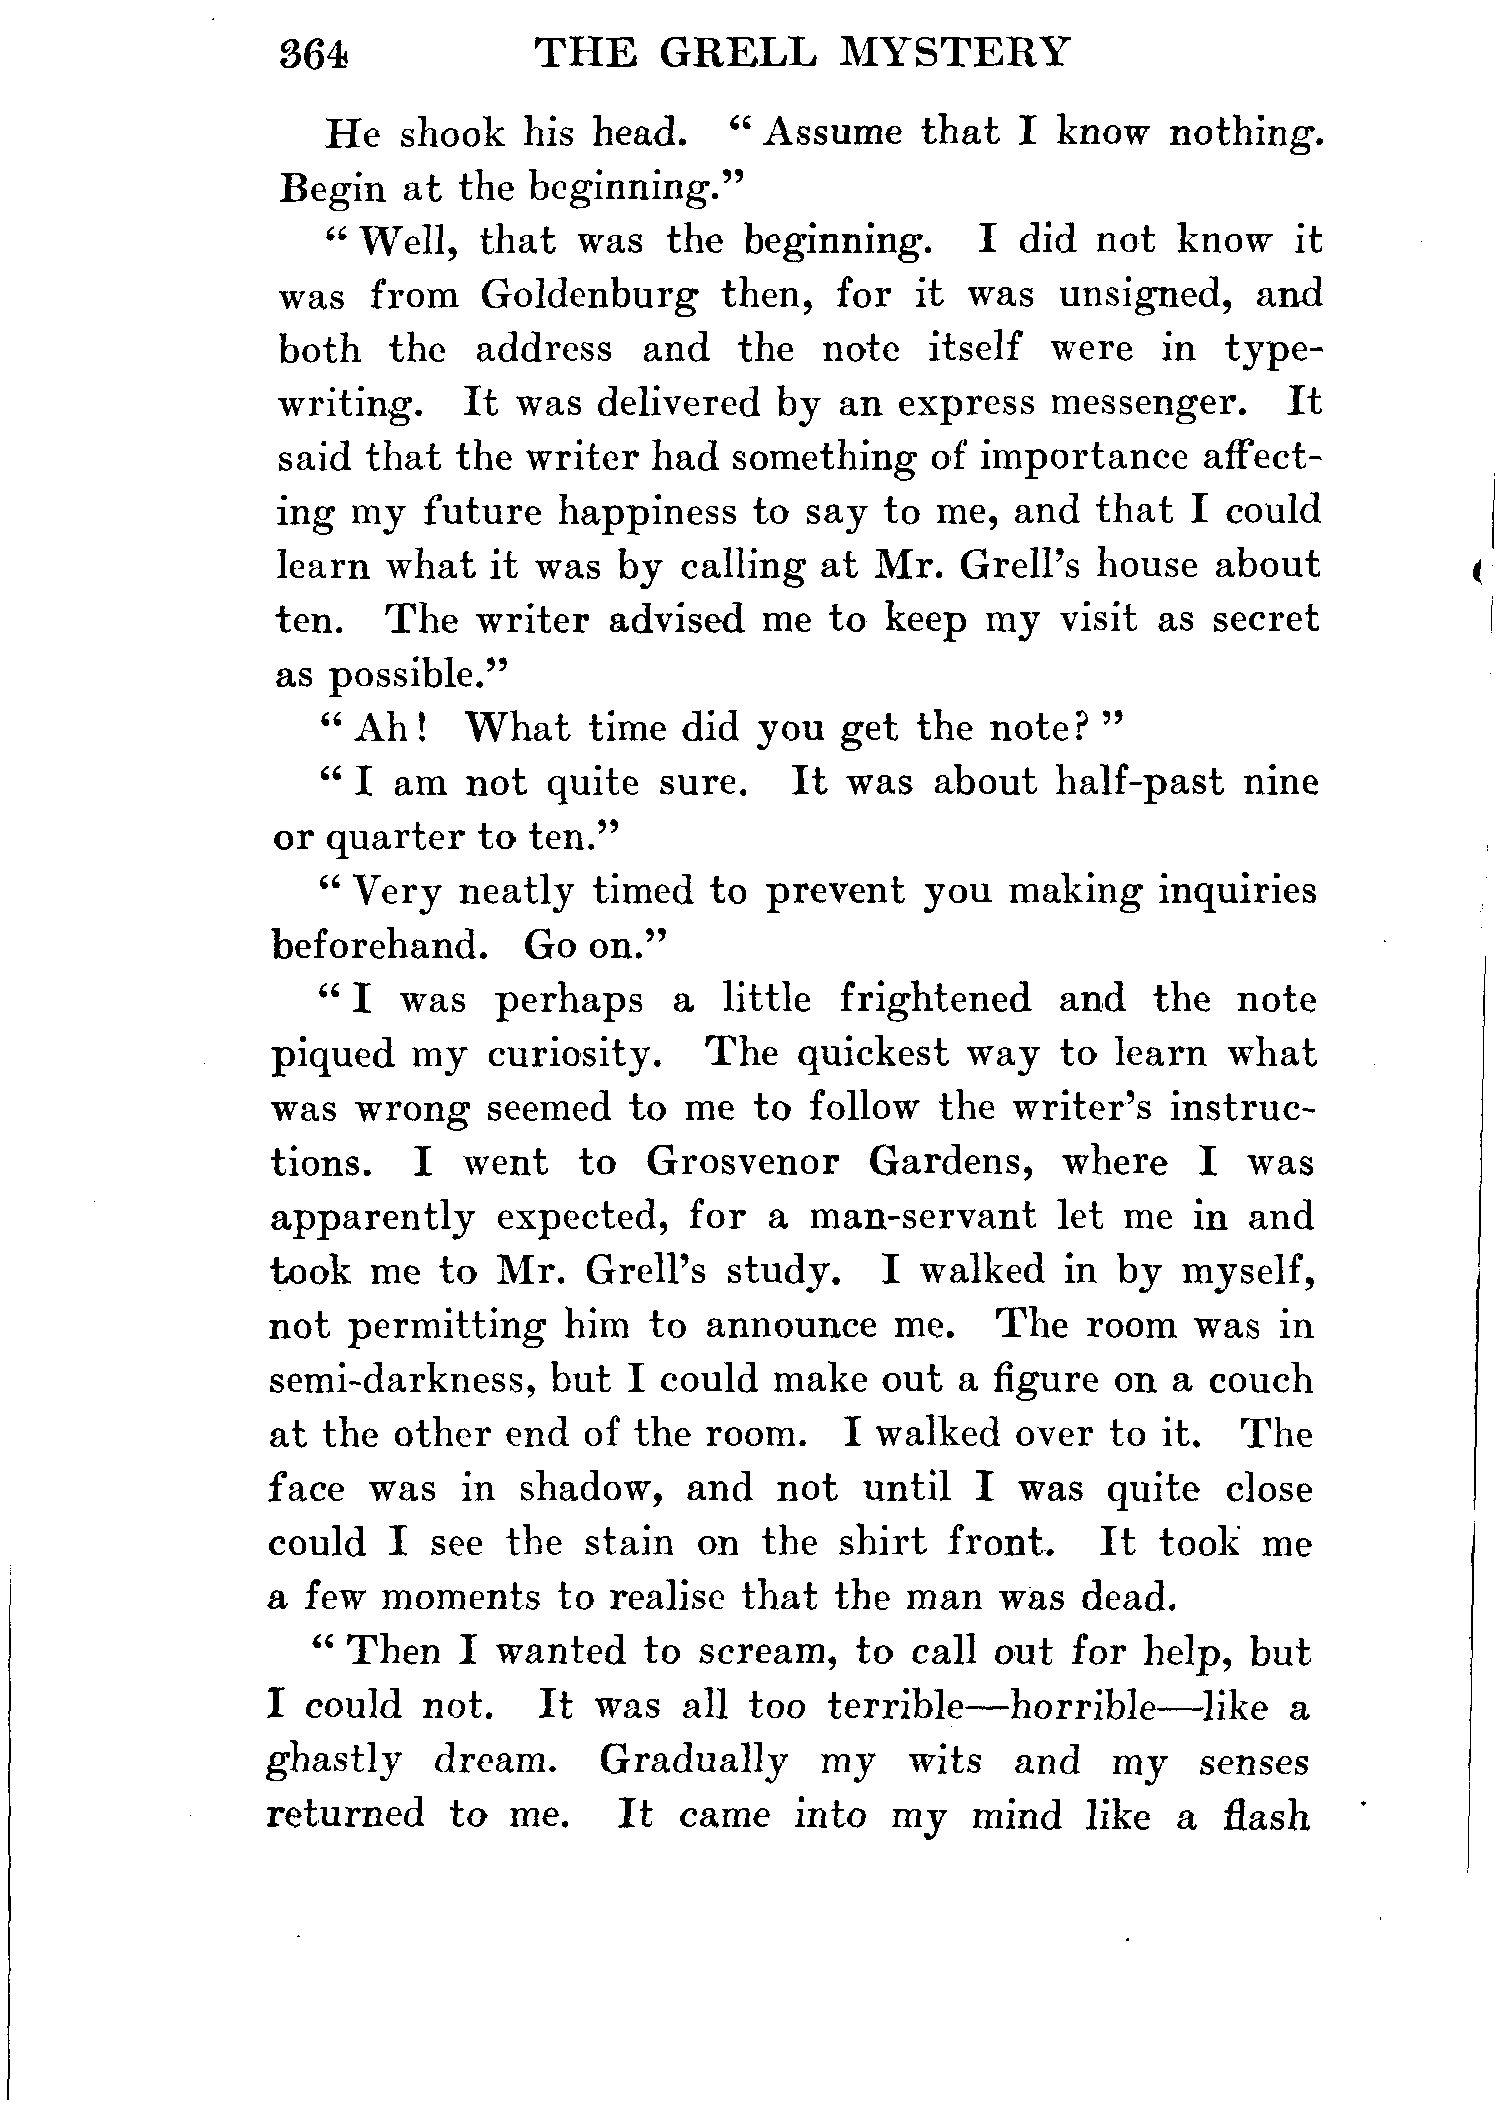 364 THE GRELL MYSTERY
He shook his head. “Assume that I know nothing.
Begin at the beginning.”
“Well, that was the beginning. I did not know it
was from Goldenburg then, for it was unsigned, and
both the address and the note itself were in type-
writing. It was delivered by an express messenger. It
said that the writer had something of importance affect-
ing my future happiness to say to me, and that I could
learn what it was by calling at Mr. Grell’s house about
ten. The writer advised me to keep my visit as secret
as possible.”
“Ah! What time did you get the note?”
“I am not quite sure. It was about half-past nine
or quarter to ten.”
“Very neatly timed to prevent you making inquiries
beforehand. Go on.”
“I was perhaps a little frightened and the note
piqued my curiosity. The quickest way to learn what
was wrong seemed to me to follow the writer’s instruc-
tions. I went to Grosvenor Gardens, where I was
apparently expected, for a man-servant let me in and
took me to Mr. Grell’s study. I walked in by myself,
not permitting him to announce me. The room was in
semi-darkness, but I could make out a figure on a couch
at the other end of the room. I walked over to it. The
face was in shadow, and not until I was quite close
could I see the stain on the shirt front. It took me
a few moments to realise that the man was dead.
“Then I wanted to scream, to call out for help, but
I could not. It was all too terrible—horrible—like a
ghastly dream. Gradually my wits and my senses
returned to me. It came into my mind like a flash